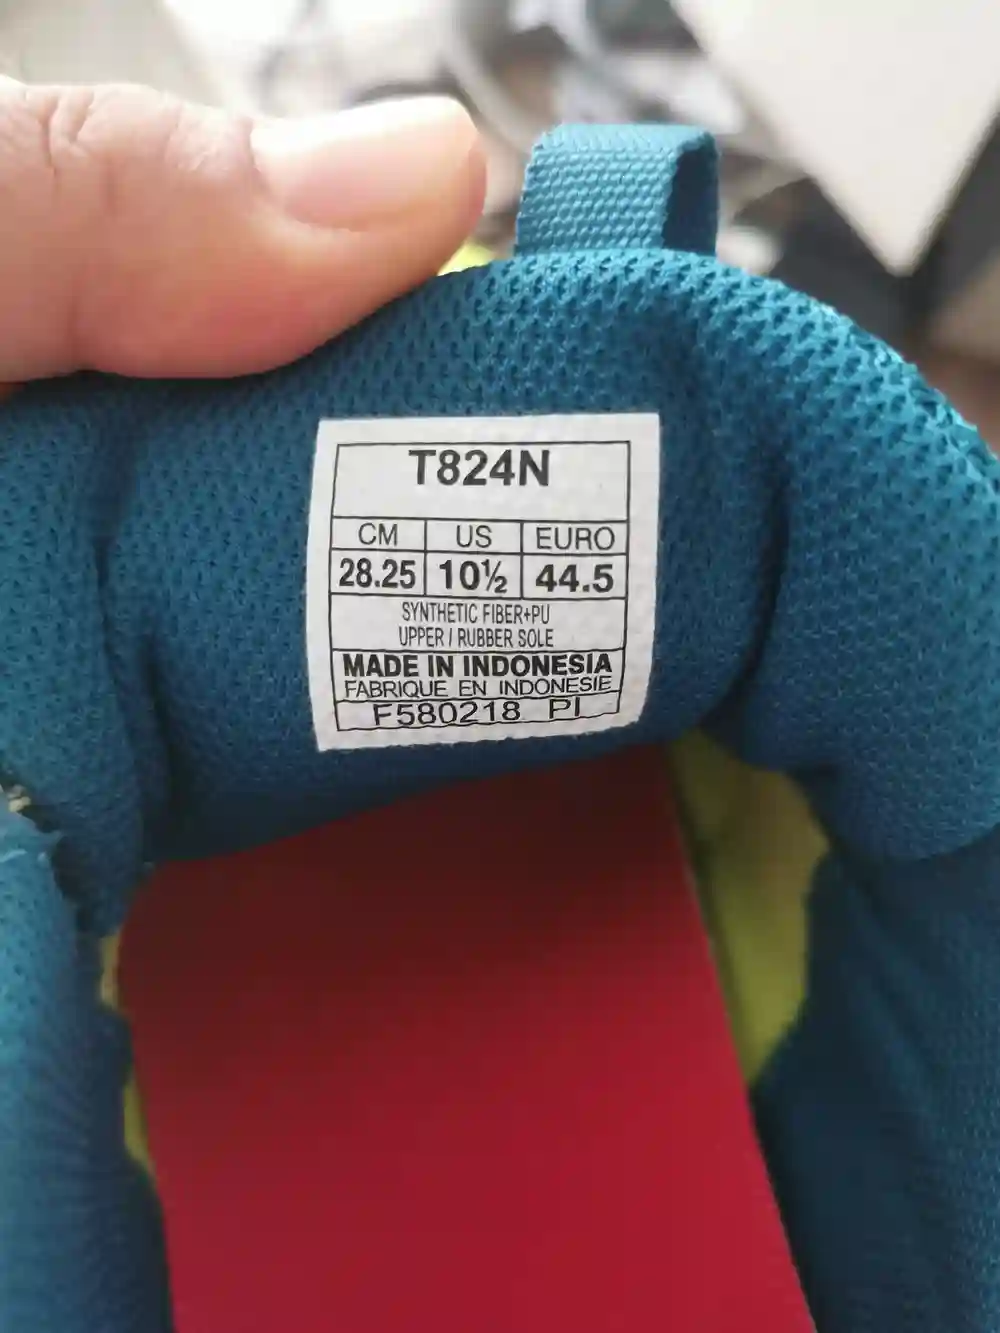 T824N
CM US EURO
28.25 10½ 44.5
SYNTHETIC FIBER+PU
UPPER / RUBBER SOLE
MADE IN INDONESIA
FABRIQUE EN INDONESIE
F580218 PI